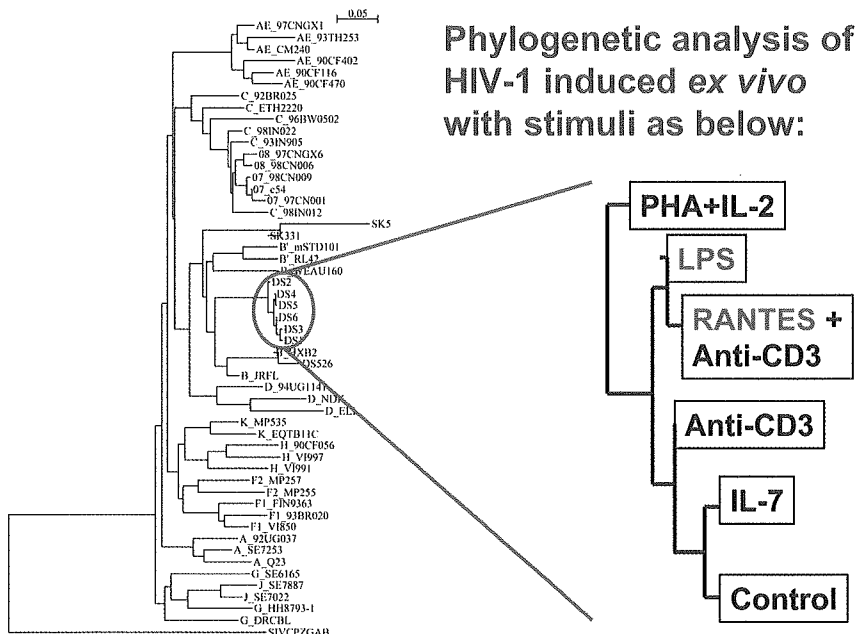 0.05
AE_97CNGX1
AE_93TH253
AE_CM240
AE_90CF402
AE_90CF116
AE_90CF470
C_92BR025
C_ETH2220
C_96BW0502
C_98IN022
C_93IN905
08_97CNGX6
08_98CN006
07_98CN009
07_c54
07_97CN001
C_98IN012
SK5
SK331
B'_mSTD101
B'_RL42
DS2
DS4
DS5
DS6
DS3
DS526
B_JRFL
D_94UG114
K_MP535
K_EQTB11C
H_90CF056
H_VI997
H_VI991
F2_MP257
F2_MP255
F1_FIN9363
F1_93BR020
F1_VI850
A_92UG037
A_SE7253
A_Q23
G_SE6165
J_SE7887
J_SE7022
G_HH8793-1
G_DRCBL
SIVCPZGAB
Phylogenetic analysis of
HIV-1 induced ex vivo
with stimuli as below:
PHA+IL-2
LPS
RANTES +
Anti-CD3
Anti-CD3
IL-7
Control